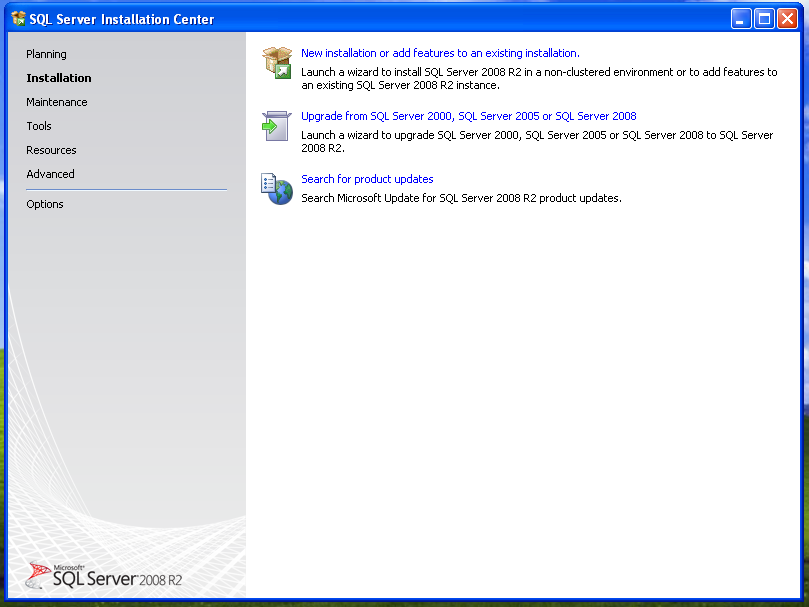 SQL Server Installation Center
Planning
Installation
Maintenance
Tools
Resources
Advanced
Options
New installation or add features to an existing installation.
Launch a wizard to install SQL Server 2008 R2 in a non-clustered environment or to add features to
an existing SQL Server 2008 R2 instance.
Upgrade from SQL Server 2000, SQL Server 2005 or SQL Server 2008
Launch a wizard to upgrade SQL Server 2000, SQL Server 2005 or SQL Server 2008 to SQL Server
2008 R2.
Search for product updates
Search Microsoft Update for SQL Server 2008 R2 product updates.
Microsoft®
SQL Server 2008 R2